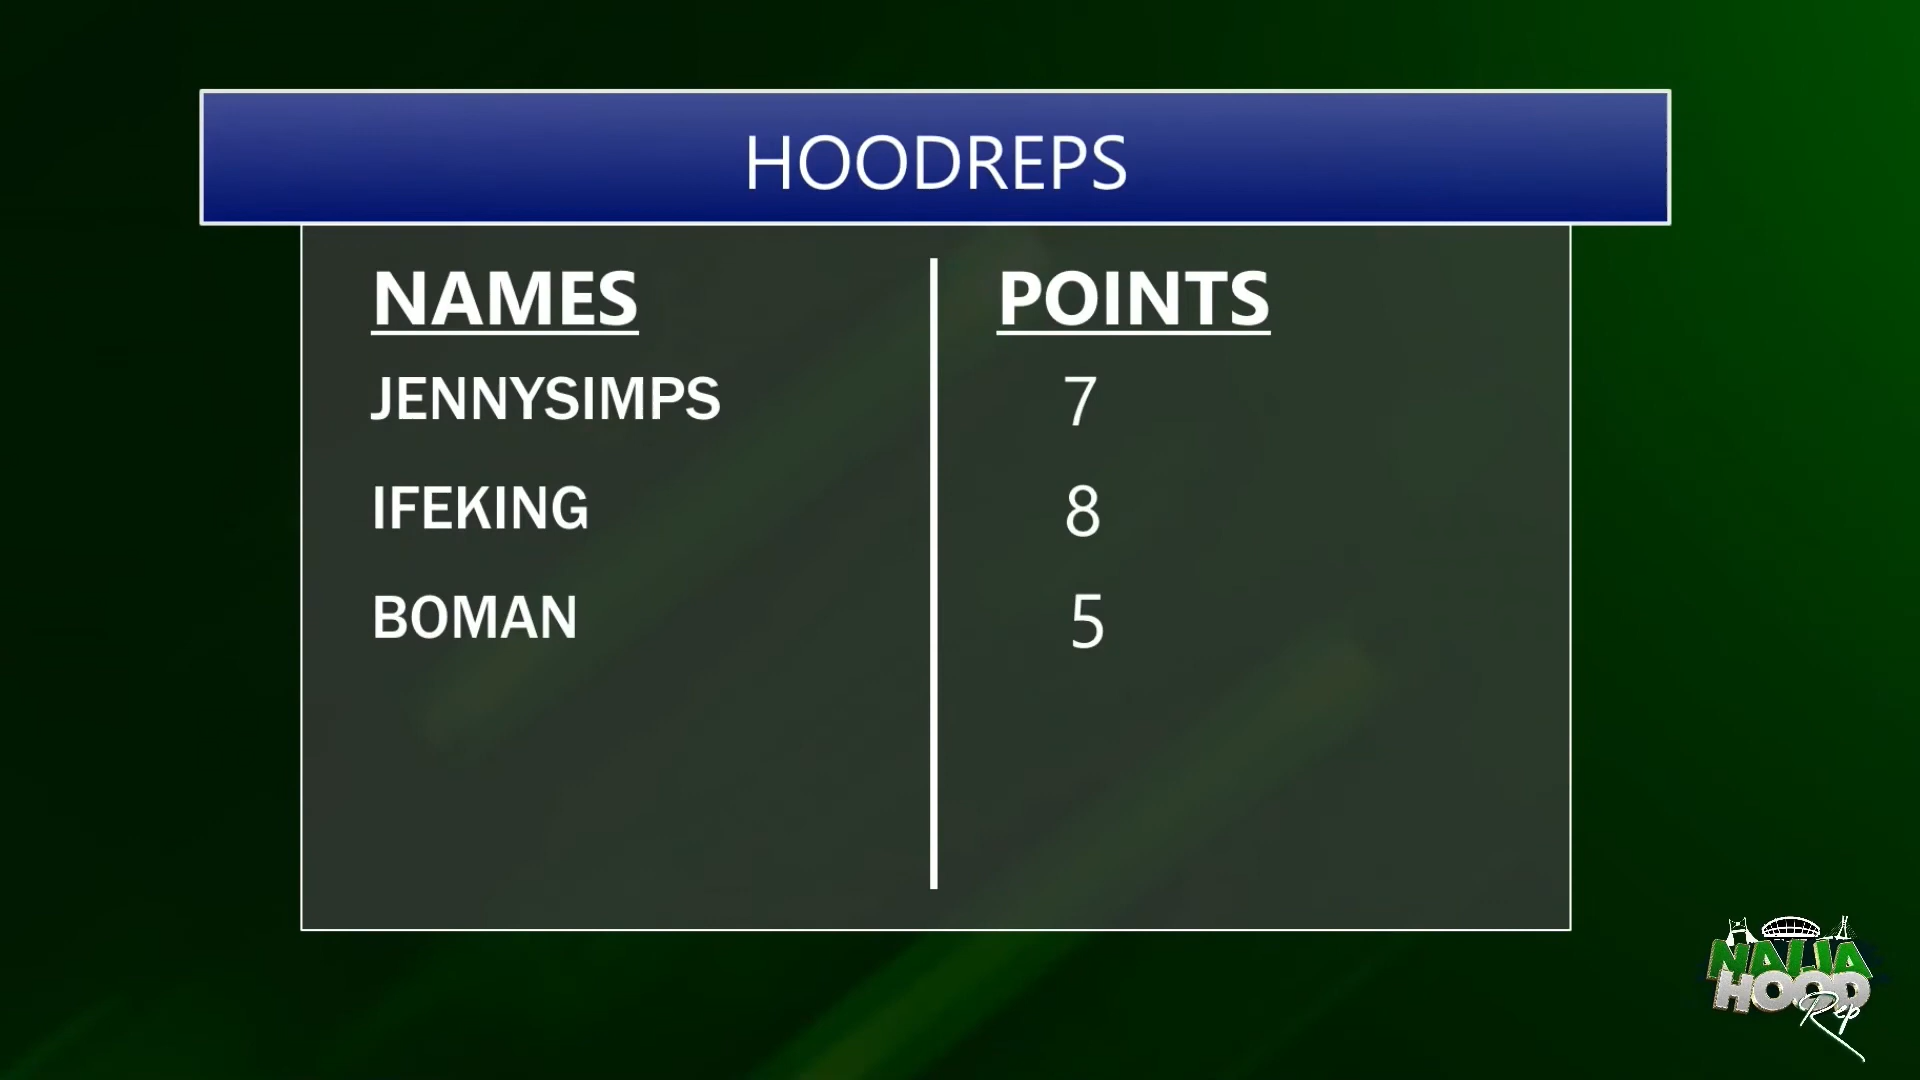 HOODREPS
NAMES POINTS
JENNYSIMPS 7
IFEKING 8
BOMAN 5
NAIJA
HOOD
Rep